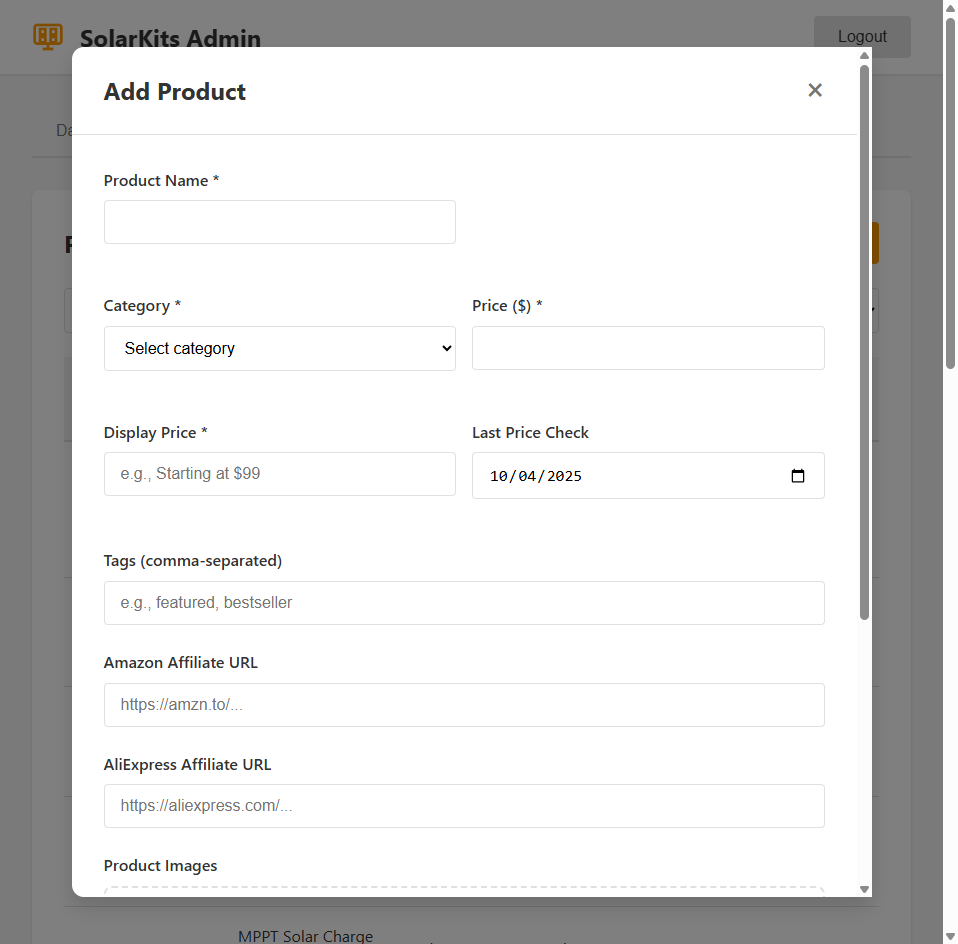 SolarKits Admin
Logout
Add Product
×
Da
Product Name *
Category *
Price ($) *
Select category
Display Price *
Last Price Check
e.g., Starting at $99
10/04/2025
Tags (comma-separated)
e.g., featured, bestseller
Amazon Affiliate URL
https://amzn.to/...
AliExpress Affiliate URL
https://aliexpress.com/...
Product Images
MPPT Solar Charge